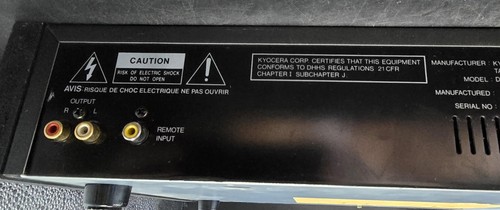 CAUTION
RISK OF ELECTRIC SHOCK
DO NOT OPEN
AVIS RISQUE DE CHOC ELECTRIQUE NE PAS OUVRIR
OUTPUT
R L
REMOTE
INPUT
KYOCERA CORP. CERTIFIES THAT THIS EQUIPMENT
CONFORMS TO DHHS REGULATIONS 21 CFR
CHAPTER I SUBCHAPTER J.
MANUFACTURER : KY
TA
MODEL : D
MANUFACTURED :
SERIAL NO